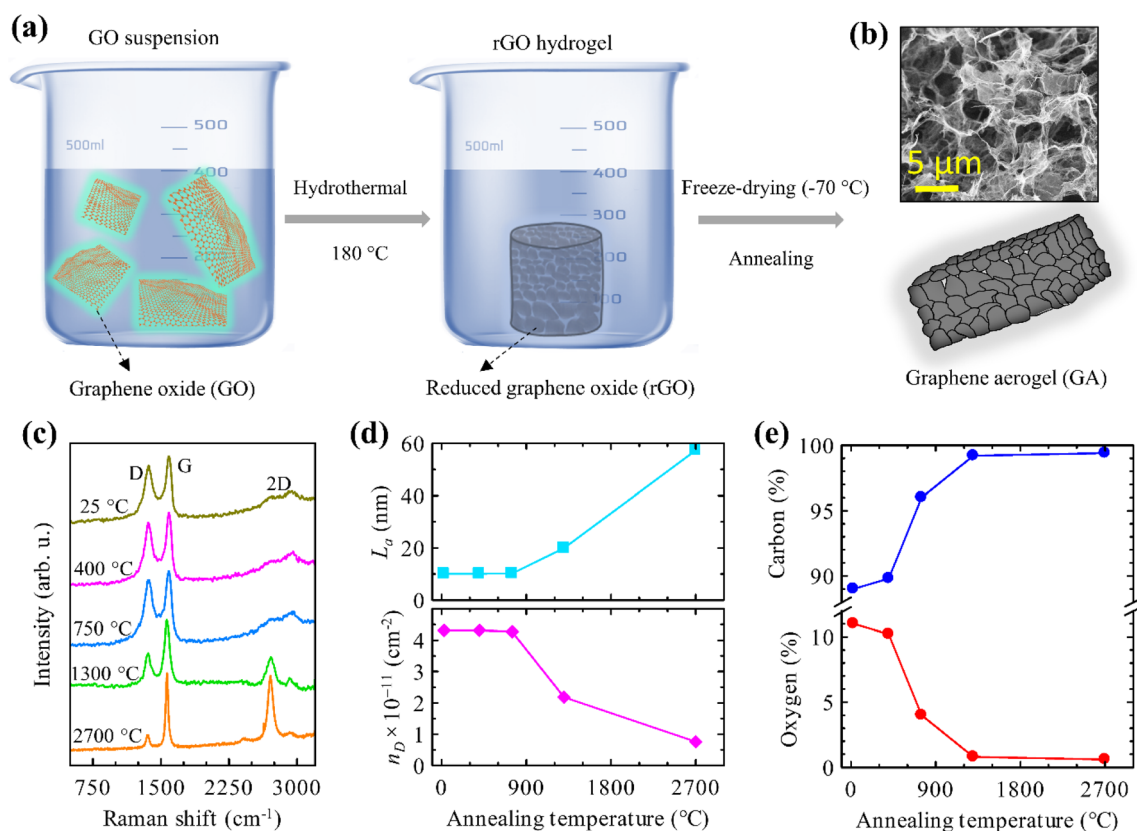 (a)
GO suspension
500ml
500
400
Graphene oxide (GO)
Hydrothermal
180 °C
rGO hydrogel
500ml
500
400
300
200
100
Reduced graphene oxide (rGO)
Freeze-drying (-70 °C)
Annealing
(b)
5 μm
Graphene aerogel (GA)
(c)
D
G
2D
25 °C
400 °C
750 °C
1300 °C
2700 °C
Intensity (arb. u.)
750 1500 2250 3000
Raman shift (cm⁻¹)
(d)
60
40
20
0
L_a (nm)
4
3
2
1
0
n_D × 10⁻¹¹ (cm⁻²)
0 900 1800 2700
Annealing temperature (°C)
(e)
100
95
90
Carbon (%)
10
5
0
Oxygen (%)
0 900 1800 2700
Annealing temperature (°C)